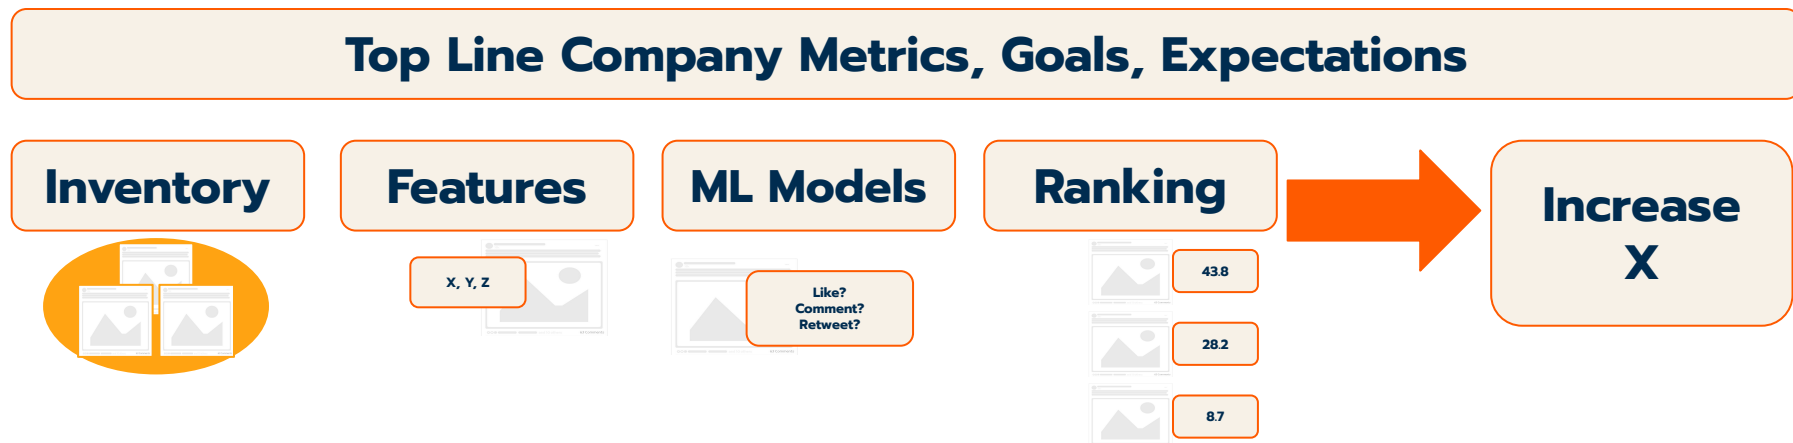 Top Line Company Metrics, Goals, Expectations
Inventory
Features
ML Models
Ranking
Increase
X
X, Y, Z
Like?
Comment?
Retweet?
43.8
28.2
8.7